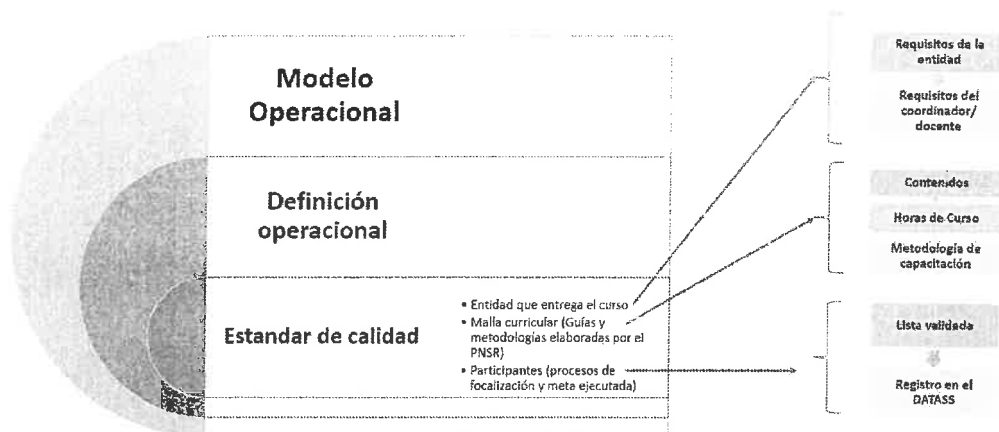 Modelo
Operacional
Definición
operacional
Estandar de calidad
• Entidad que entrega el curso
• Malla curricular (Guías y
metodologías elaboradas por el
PNSR)
• Participantes (procesos de
focalización y meta ejecutada)
Requisitos de la
entidad
Requisitos del
coordinador/
docente
Contenidos
Horas de Curso
Metodología de
capacitación
Lista validada
Registro en el
DATASS